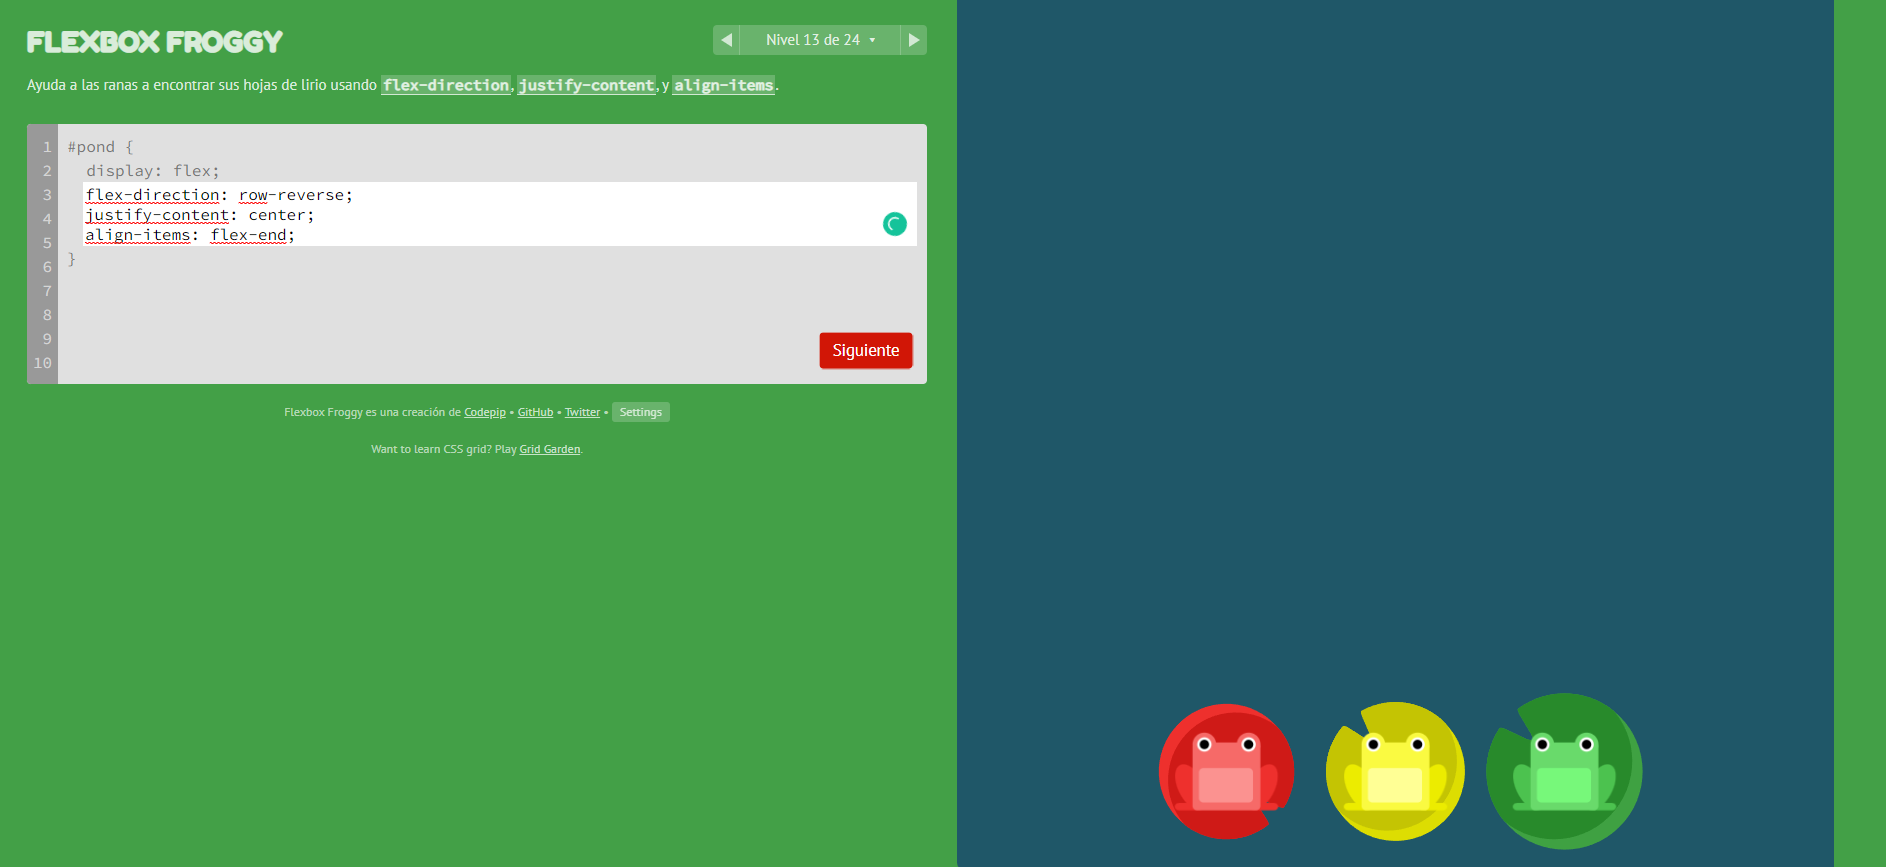 FLEXBOX FROGGY
Nivel 13 de 24
Ayuda a las ranas a encontrar sus hojas de lirio usando flex-direction, justify-content, y align-items.
1 #pond {
2 display: flex;
3 flex-direction: row-reverse;
4 justify-content: center;
5 align-items: flex-end;
6 }
7
8
9
10
Siguiente
Flexbox Froggy es una creación de Codepip • GitHub • Twitter • Settings
Want to learn CSS grid? Play Grid Garden.